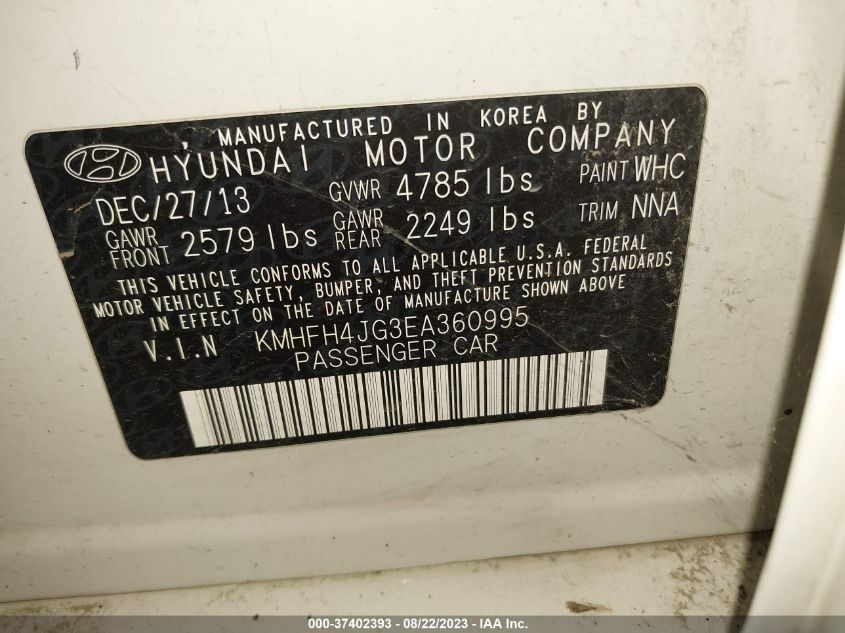 MANUFACTURED IN KOREA BY
HYUNDAI MOTOR COMPANY
DEC/27/13 GVWR 4785 lbs PAINT WHC
GAWR FRONT 2579 lbs GAWR REAR 2249 lbs TRIM NNA
THIS VEHICLE CONFORMS TO ALL APPLICABLE U.S.A. FEDERAL
MOTOR VEHICLE SAFETY, BUMPER, AND THEFT PREVENTION STANDARDS
IN EFFECT ON THE DATE OF MANUFACTURE SHOWN ABOVE
V.I.N KMHFH4JG3EA360995
PASSENGER CAR
000-37402393 - 08/22/2023 - IAA Inc.